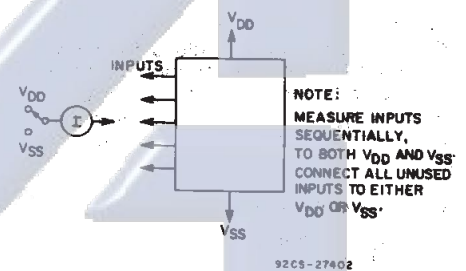 VDD
INPUTS
VDD
I
VSS
NOTE:
MEASURE INPUTS
SEQUENTIALLY,
TO BOTH VDD AND VSS.
CONNECT ALL UNUSED
INPUTS TO EITHER
VDD OR VSS.
VSS
92CS-27402